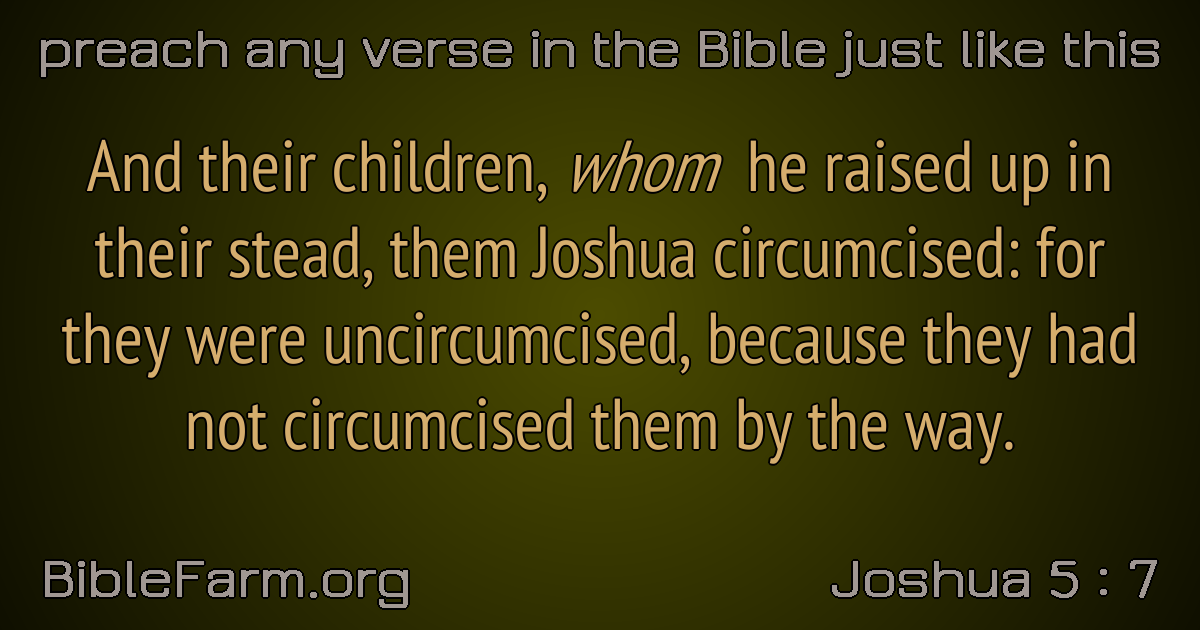 preach any verse in the Bible just like this
And their children, whom he raised up in
their stead, them Joshua circumcised: for
they were uncircumcised, because they had
not circumcised them by the way.
BibleFarm.org
Joshua 5 : 7